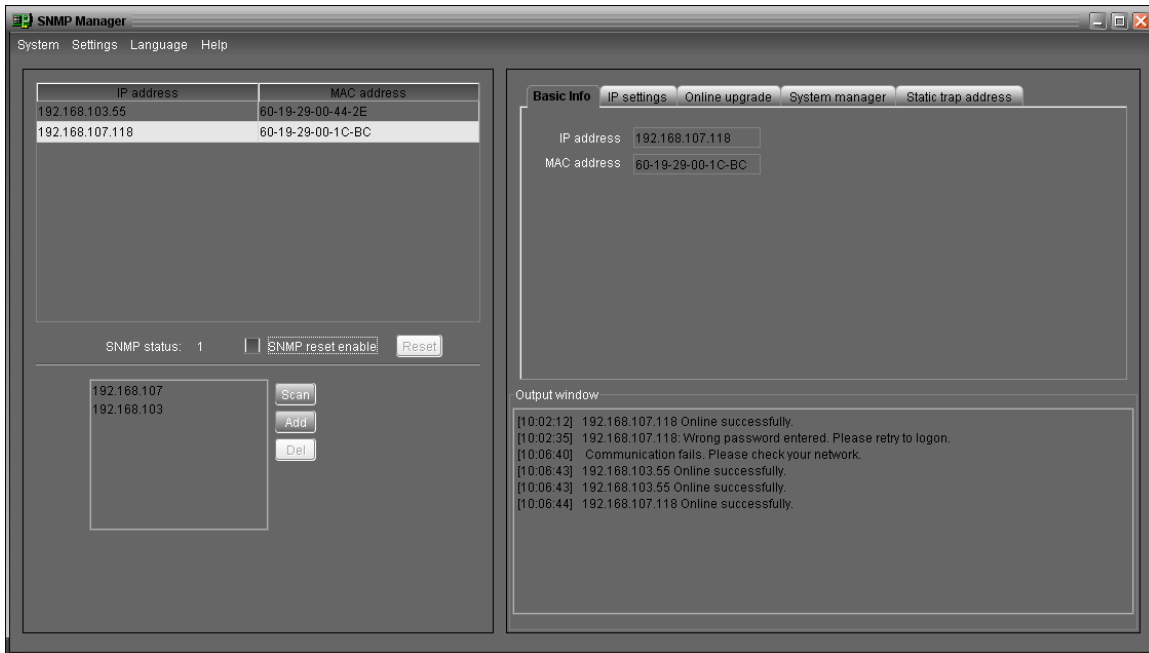 SNMP Manager
System Settings Language Help
IP address MAC address
192.168.103.55 60-19-29-00-44-2E
192.168.107.118 60-19-29-00-1C-BC
SNMP status: 1 SNMP reset enable Reset
192.168.107
192.168.103
Scan
Add
Del
Basic Info IP settings Online upgrade System manager Static trap address
IP address 192.168.107.118
MAC address 60-19-29-00-1C-BC
Output window
[10:02:12] 192.168.107.118 Online successfully.
[10:02:35] 192.168.107.118: Wrong password entered. Please retry to logon.
[10:06:40] Communication fails. Please check your network.
[10:06:43] 192.168.103.55 Online successfully.
[10:06:43] 192.168.103.55 Online successfully.
[10:06:44] 192.168.107.118 Online successfully.